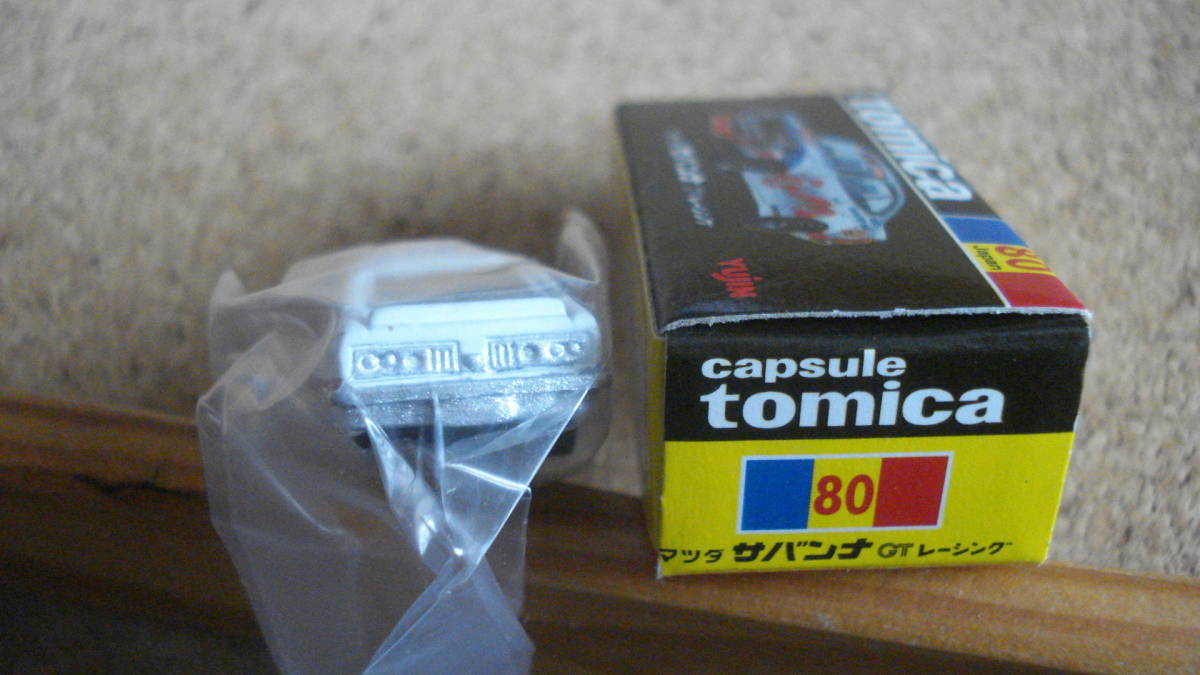 tomica
80
Japan
Yujin
capsule
tomica
80
マツダ サバンナ GT レーシング